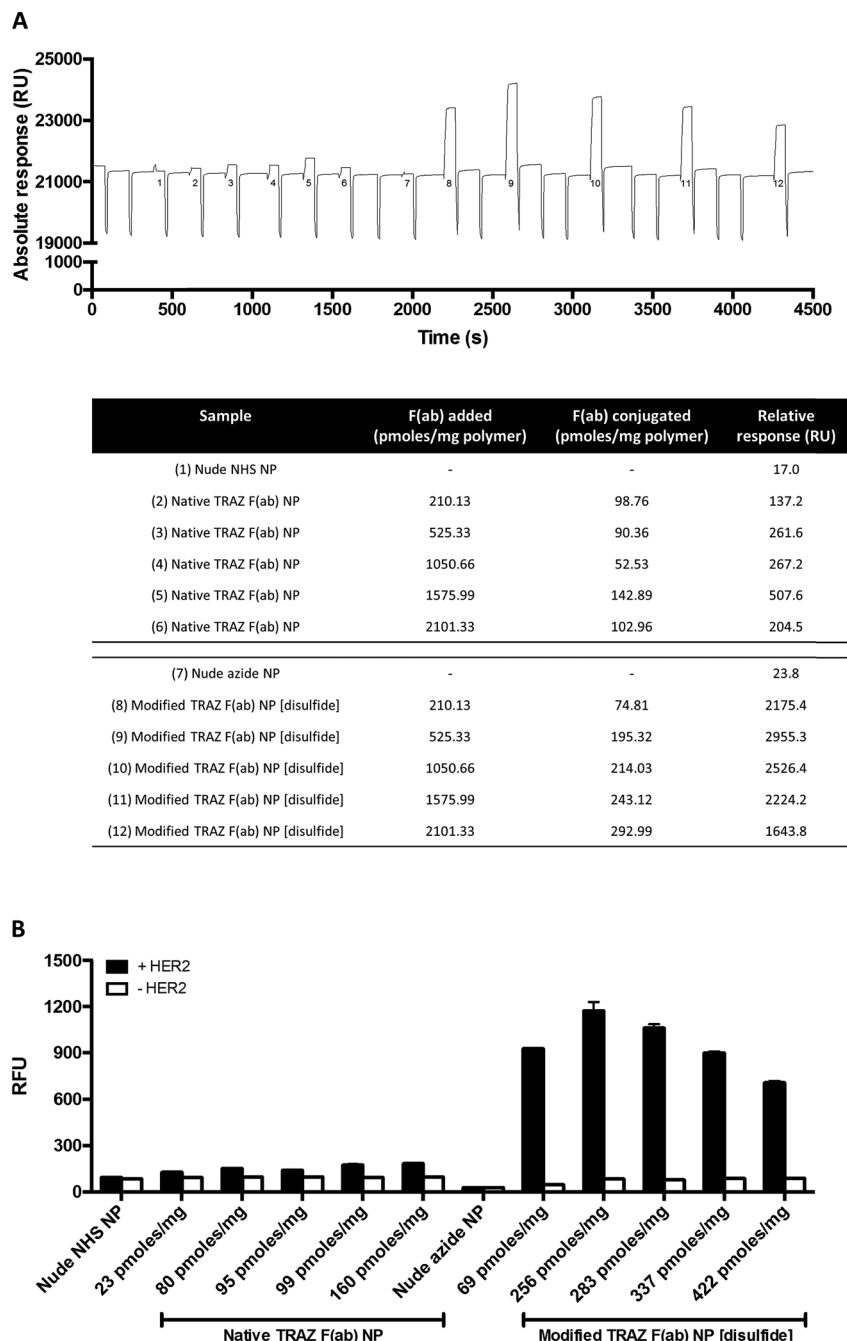 A
Absolute response (RU)
25000
23000
21000
19000
1000
0
1 2 3 4 5 6 7 8 9 10 11 12
0 500 1000 1500 2000 2500 3000 3500 4000 4500
Time (s)
Sample F(ab) added (pmoles/mg polymer) F(ab) conjugated (pmoles/mg polymer) Relative response (RU)
(1) Nude NHS NP - - 17.0
(2) Native TRAZ F(ab) NP 210.13 98.76 137.2
(3) Native TRAZ F(ab) NP 525.33 90.36 261.6
(4) Native TRAZ F(ab) NP 1050.66 52.53 267.2
(5) Native TRAZ F(ab) NP 1575.99 142.89 507.6
(6) Native TRAZ F(ab) NP 2101.33 102.96 204.5
(7) Nude azide NP - - 23.8
(8) Modified TRAZ F(ab) NP [disulfide] 210.13 74.81 2175.4
(9) Modified TRAZ F(ab) NP [disulfide] 525.33 195.32 2955.3
(10) Modified TRAZ F(ab) NP [disulfide] 1050.66 214.03 2526.4
(11) Modified TRAZ F(ab) NP [disulfide] 1575.99 243.12 2224.2
(12) Modified TRAZ F(ab) NP [disulfide] 2101.33 292.99 1643.8
B
RFU
1500
1200
900
600
300
0
+ HER2
- HER2
Nude NHS NP
23 pmoles/mg
80 pmoles/mg
95 pmoles/mg
99 pmoles/mg
160 pmoles/mg
Nude azide NP
69 pmoles/mg
256 pmoles/mg
283 pmoles/mg
337 pmoles/mg
422 pmoles/mg
Native TRAZ F(ab) NP
Modified TRAZ F(ab) NP [disulfide]